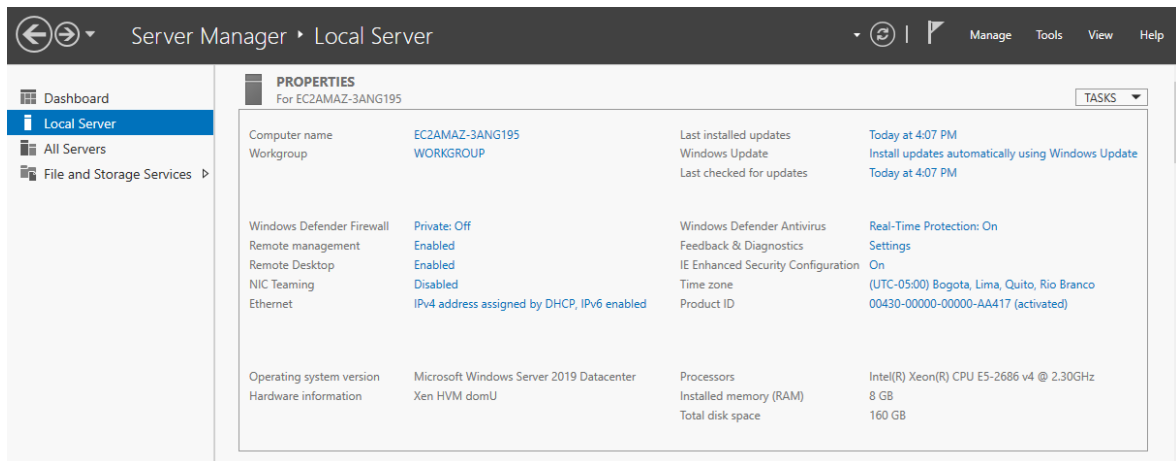 Server Manager ‣ Local Server
Manage Tools View Help
Dashboard
Local Server
All Servers
File and Storage Services
PROPERTIES
For EC2AMAZ-3ANG195
TASKS
Computer name EC2AMAZ-3ANG195
Workgroup WORKGROUP
Last installed updates Today at 4:07 PM
Windows Update Install updates automatically using Windows Update
Last checked for updates Today at 4:07 PM
Windows Defender Firewall Private: Off
Remote management Enabled
Remote Desktop Enabled
NIC Teaming Disabled
Ethernet IPv4 address assigned by DHCP, IPv6 enabled
Windows Defender Antivirus Real-Time Protection: On
Feedback & Diagnostics Settings
IE Enhanced Security Configuration On
Time zone (UTC-05:00) Bogota, Lima, Quito, Rio Branco
Product ID 00430-00000-00000-AA417 (activated)
Operating system version Microsoft Windows Server 2019 Datacenter
Hardware information Xen HVM domU
Processors Intel(R) Xeon(R) CPU E5-2686 v4 @ 2.30GHz
Installed memory (RAM) 8 GB
Total disk space 160 GB